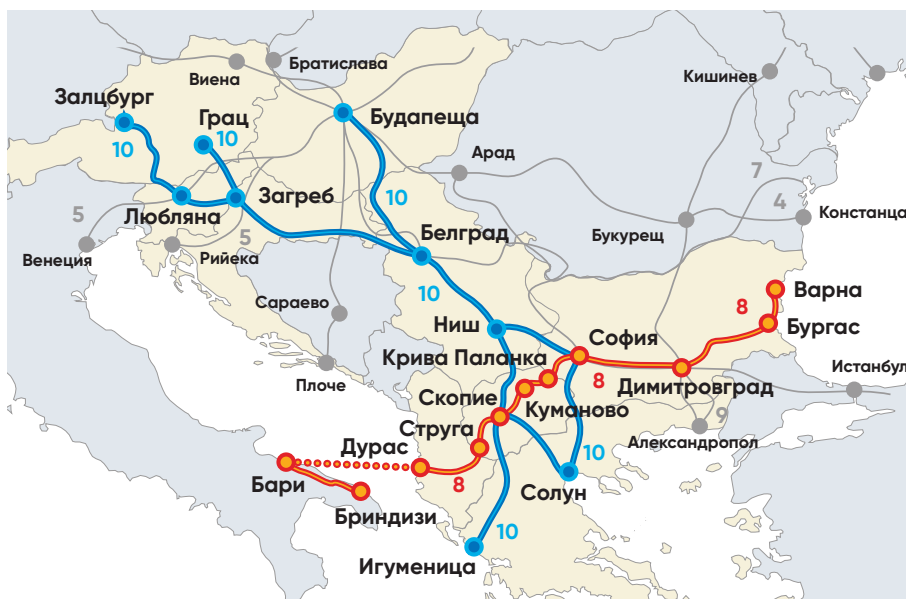 Братислава
Виена
Кишинев
Залцбург
Грац
Будапеща
10
10
Арад
7
10
4
Загреб
5
Любляна
Констанца
5
Букурещ
Белград
Венеция
Рийека
10
Варна
8
Сараево
Ниш
София
Бургас
Крива Паланка
Истанбул
8
Димитровград
Плоче
Скопие
Куманово
9
Струга
Александропол
Дурас
10
Бари
8
Солун
Бриндизи
10
Игуменица